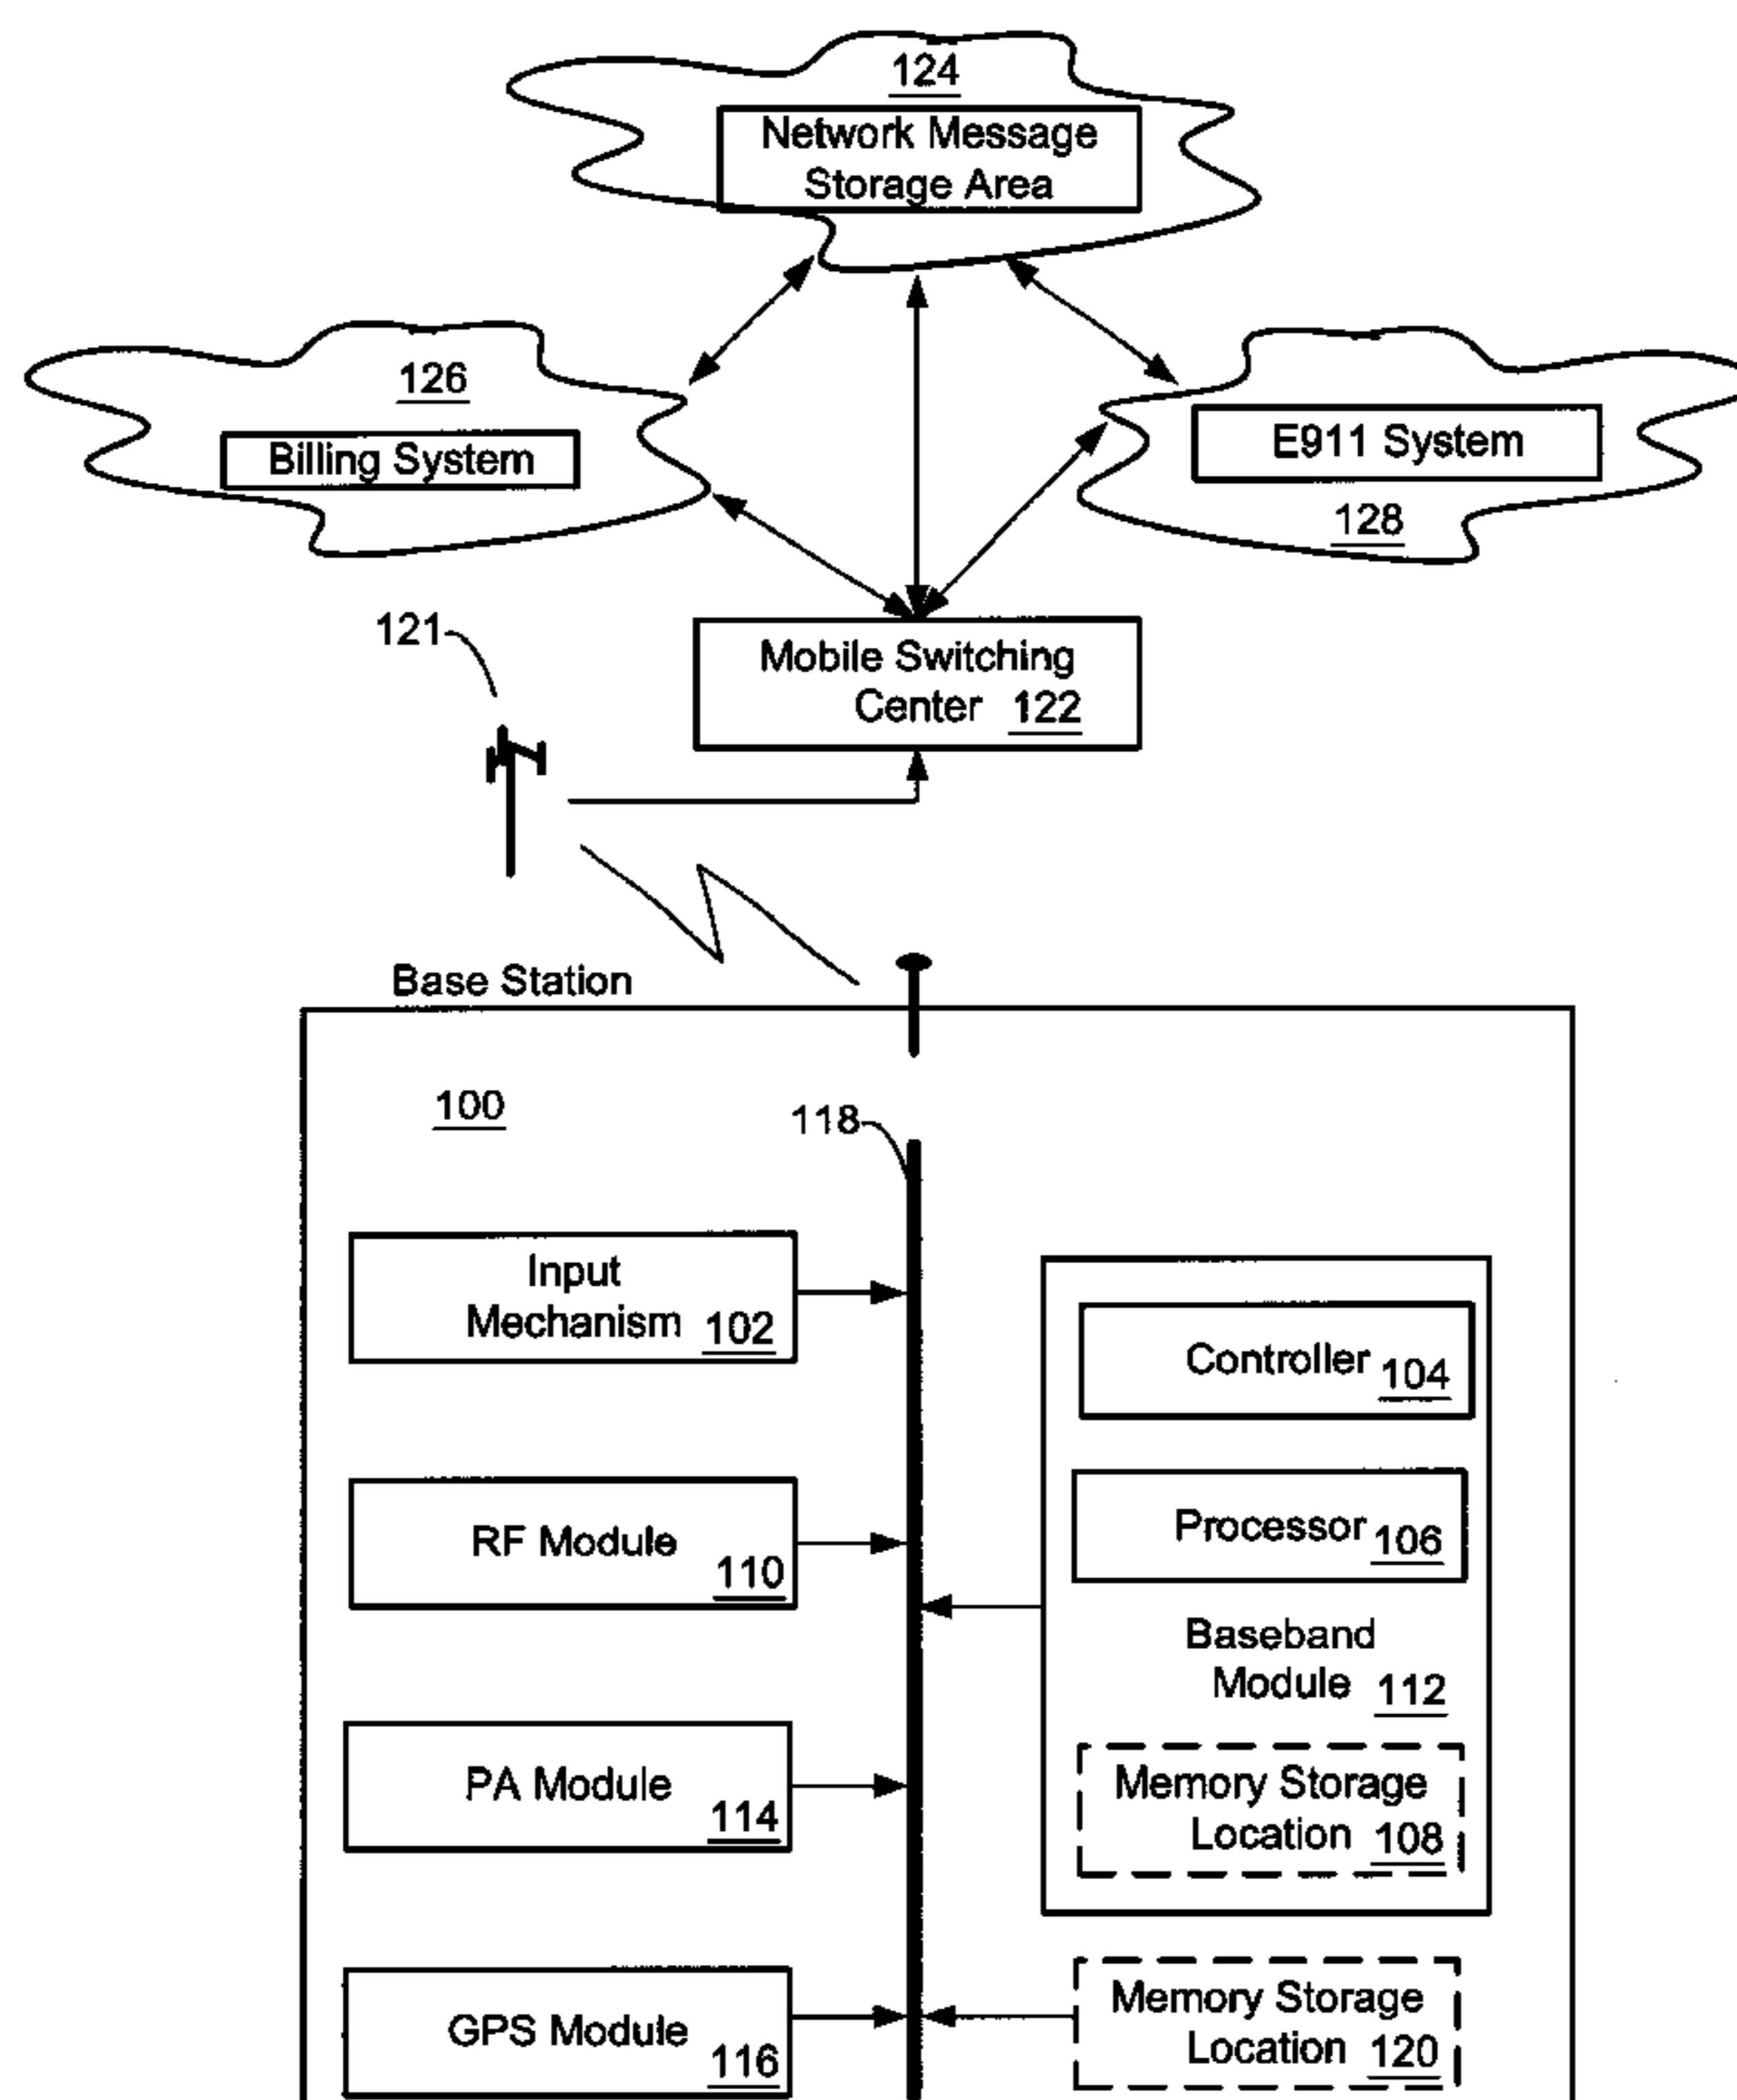 124
Network Message
Storage Area
126
Billing System
E911 System
128
121
Mobile Switching
Center 122
Base Station
100
118
Input
Mechanism 102
Controller 104
RF Module
110
Processor 106
Baseband
Module 112
PA Module
114
Memory Storage
Location 108
GPS Module
116
Memory Storage
Location 120